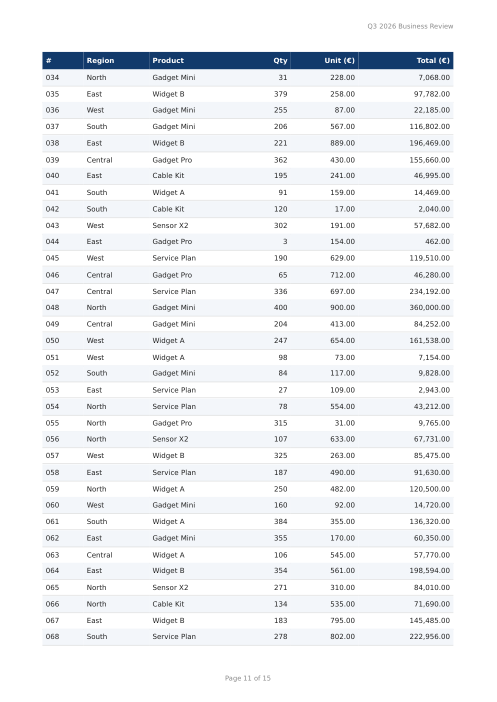 Q3 2026 Business Review
# Region Product Qty Unit (€) Total (€)
034 North Gadget Mini 31 228.00 7,068.00
035 East Widget B 379 258.00 97,782.00
036 West Gadget Mini 255 87.00 22,185.00
037 South Gadget Mini 206 567.00 116,802.00
038 East Widget B 221 889.00 196,469.00
039 Central Gadget Pro 362 430.00 155,660.00
040 East Cable Kit 195 241.00 46,995.00
041 South Widget A 91 159.00 14,469.00
042 South Cable Kit 120 17.00 2,040.00
043 West Sensor X2 302 191.00 57,682.00
044 East Gadget Pro 3 154.00 462.00
045 West Service Plan 190 629.00 119,510.00
046 Central Gadget Pro 65 712.00 46,280.00
047 Central Service Plan 336 697.00 234,192.00
048 North Gadget Mini 400 900.00 360,000.00
049 Central Gadget Mini 204 413.00 84,252.00
050 West Widget A 247 654.00 161,538.00
051 West Widget A 98 73.00 7,154.00
052 South Gadget Mini 84 117.00 9,828.00
053 East Service Plan 27 109.00 2,943.00
054 North Service Plan 78 554.00 43,212.00
055 North Gadget Pro 315 31.00 9,765.00
056 North Sensor X2 107 633.00 67,731.00
057 West Widget B 325 263.00 85,475.00
058 East Service Plan 187 490.00 91,630.00
059 North Widget A 250 482.00 120,500.00
060 West Gadget Mini 160 92.00 14,720.00
061 South Widget A 384 355.00 136,320.00
062 East Gadget Mini 355 170.00 60,350.00
063 Central Widget A 106 545.00 57,770.00
064 East Widget B 354 561.00 198,594.00
065 North Sensor X2 271 310.00 84,010.00
066 North Cable Kit 134 535.00 71,690.00
067 East Widget B 183 795.00 145,485.00
068 South Service Plan 278 802.00 222,956.00
Page 11 of 15